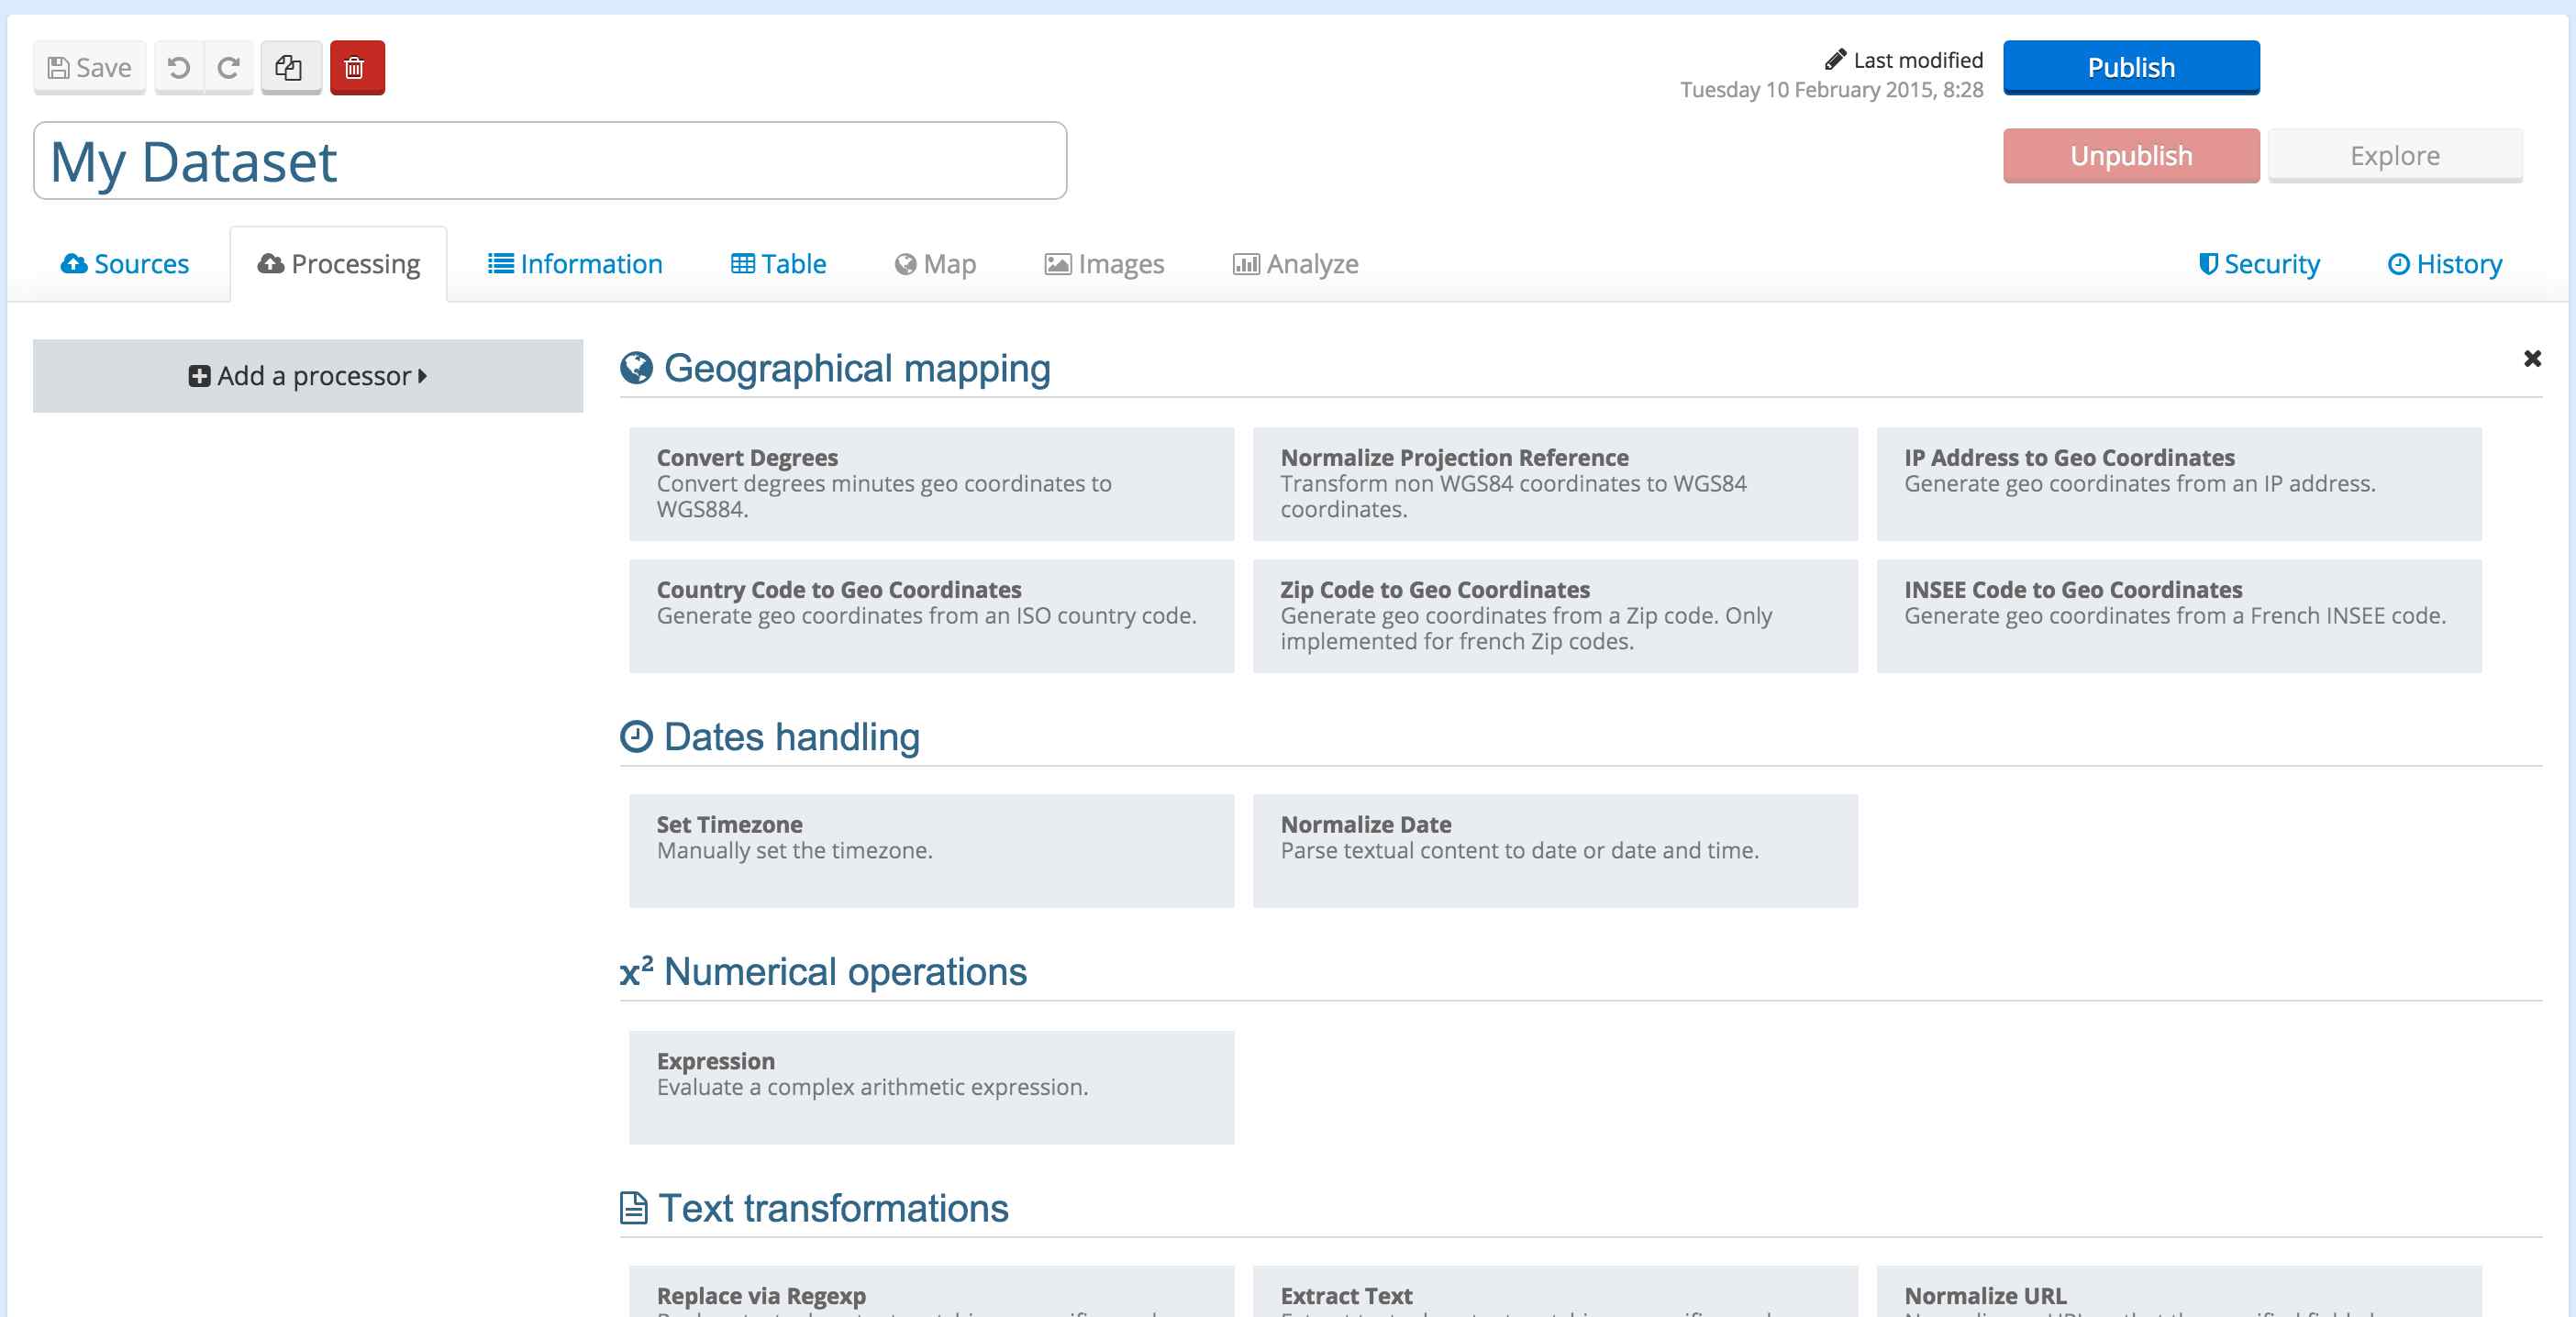 Save
Last modified
Publish
Tuesday 10 February 2015, 8:28
My Dataset
Unpublish
Explore
Sources
Processing
Information
Table
Map
Images
Analyze
Security
History
Add a processor
Geographical mapping
Convert Degrees
Convert degrees minutes geo coordinates to
WGS884.
Normalize Projection Reference
Transform non WGS84 coordinates to WGS84
coordinates.
IP Address to Geo Coordinates
Generate geo coordinates from an IP address.
Country Code to Geo Coordinates
Generate geo coordinates from an ISO country code.
Zip Code to Geo Coordinates
Generate geo coordinates from a Zip code. Only
implemented for french Zip codes.
INSEE Code to Geo Coordinates
Generate geo coordinates from a French INSEE code.
Dates handling
Set Timezone
Manually set the timezone.
Normalize Date
Parse textual content to date or date and time.
x² Numerical operations
Expression
Evaluate a complex arithmetic expression.
Text transformations
Replace via Regexp
Extract Text
Normalize URL